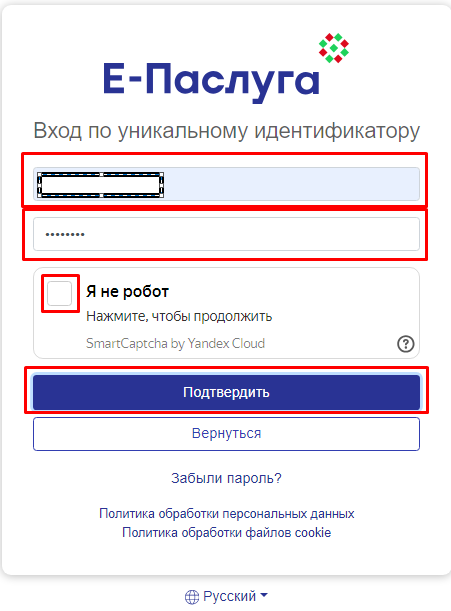 Е-Паслуга
Вход по уникальному идентификатору
••••••••
Я не робот
Нажмите, чтобы продолжить
SmartCaptcha by Yandex Cloud
?
Подтвердить
Вернуться
Забыли пароль?
Политика обработки персональных данных
Политика обработки файлов cookie
Русский